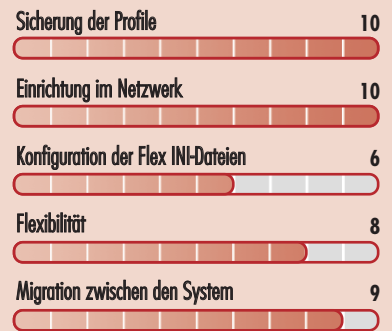 Sicherung der Profile 10
Einrichtung im Netzwerk 10
Konfiguration der Flex INI-Dateien 6
Flexibilität 8
Migration zwischen den System 9